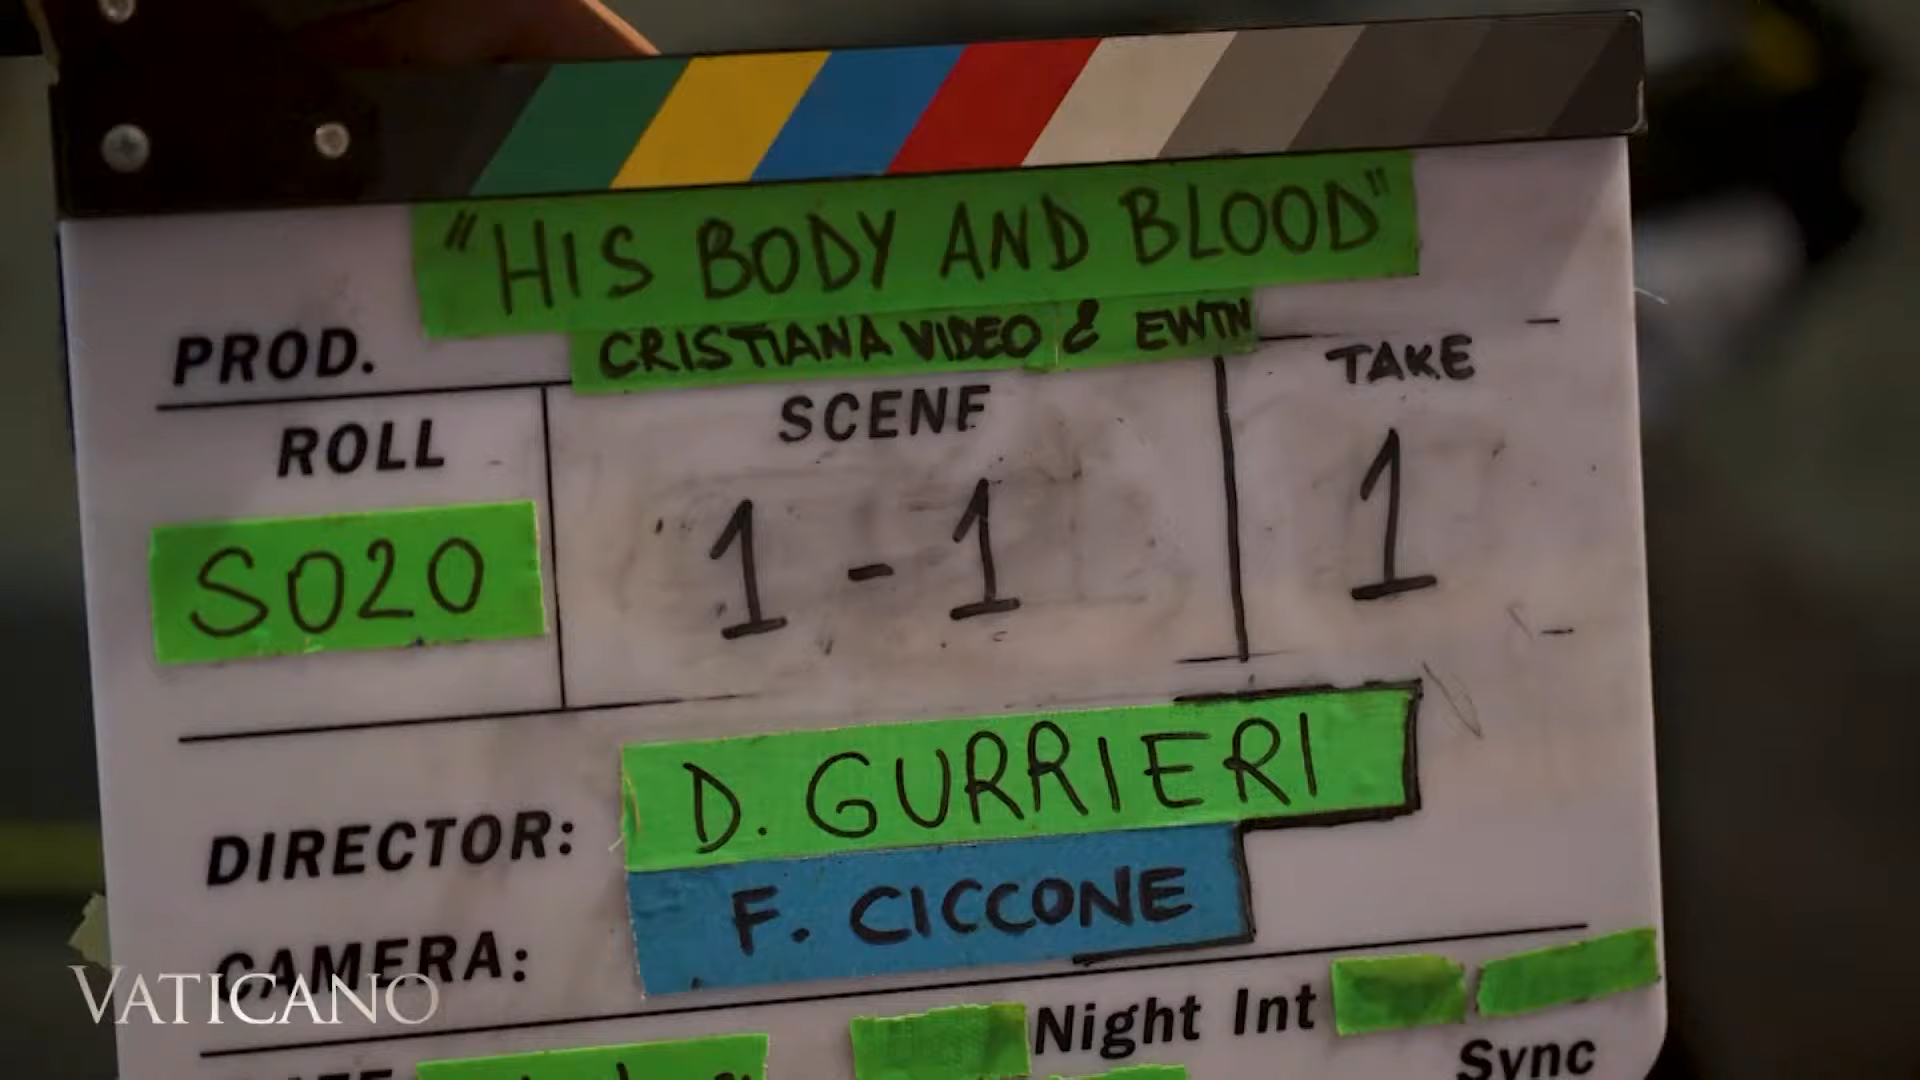 "HIS BODY AND BLOOD"
PROD. CRISTIANA VIDEO & EWTN
ROLL SCENE TAKE
S020 1-1 1
DIRECTOR: D. GURRIERI
CAMERA: F. CICCONE
VATICANO
Night Int
Sync